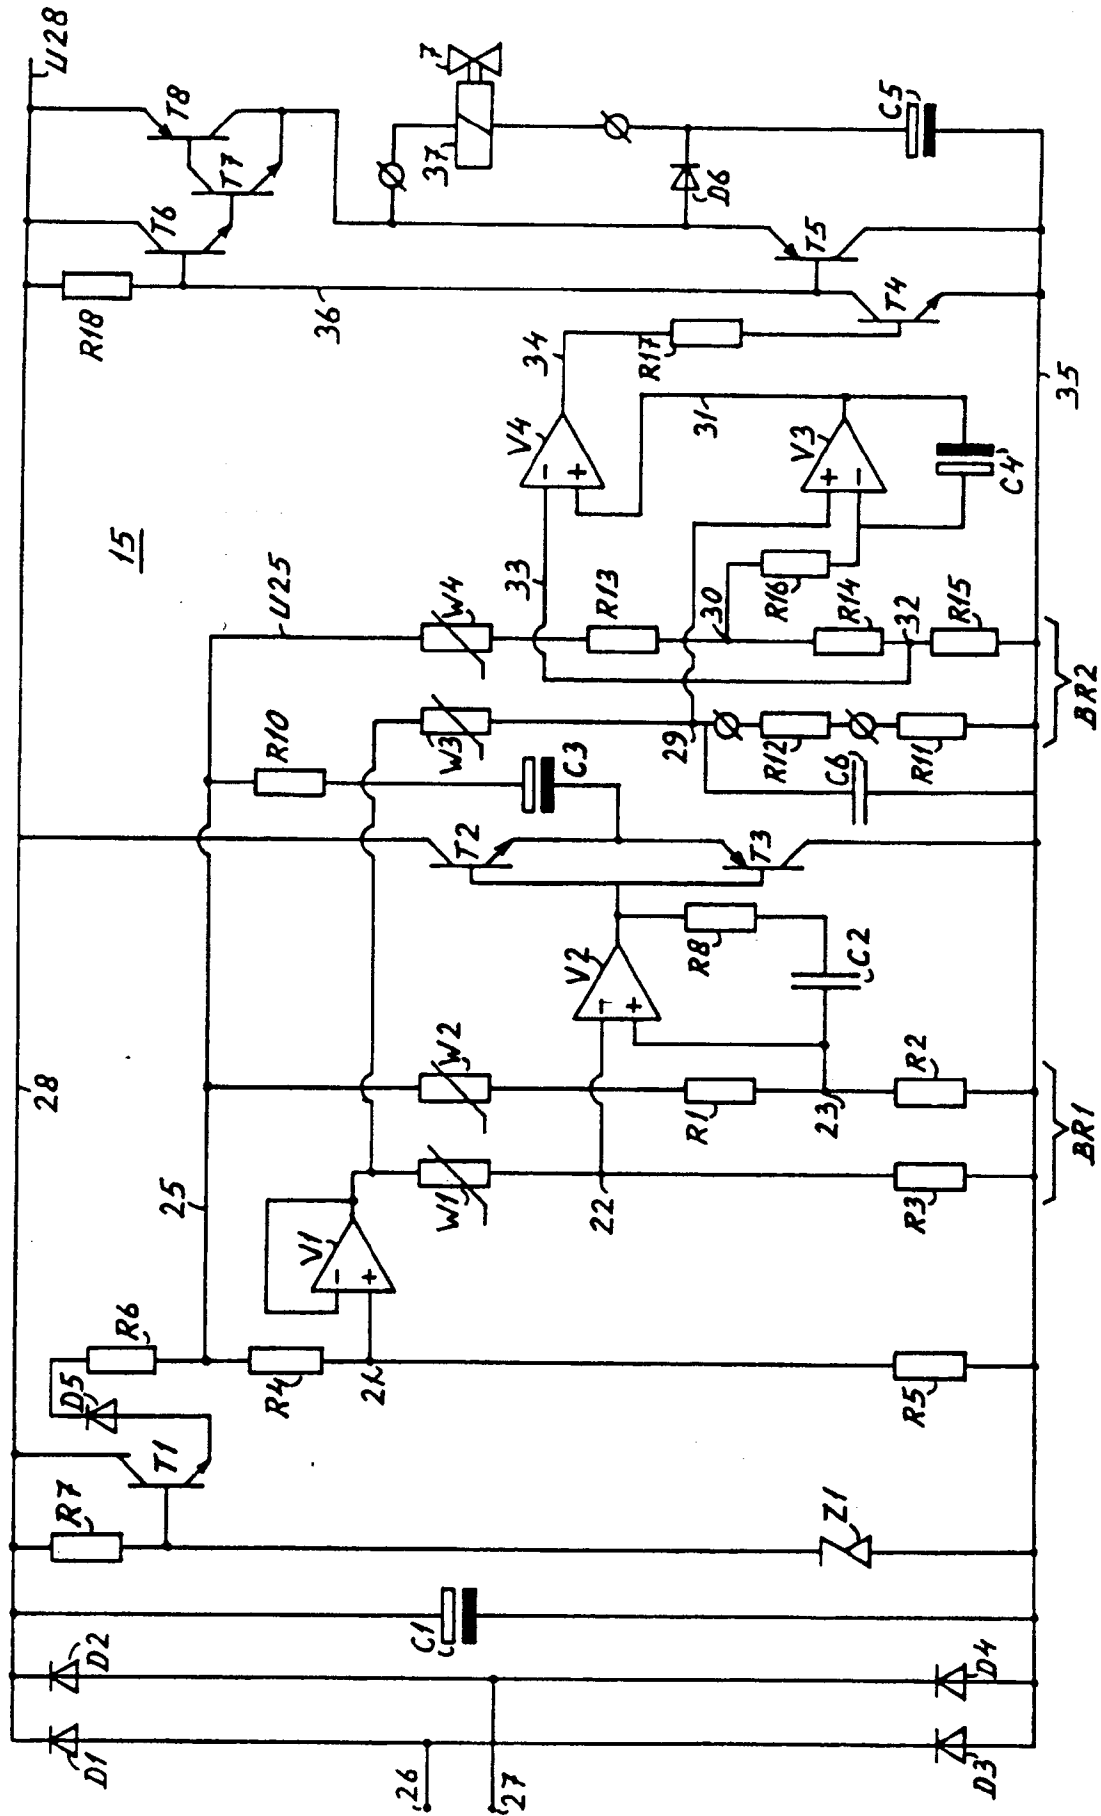 U28
28
15
25
U25
R7
T1
D5
R6
R4
21
V1
-
+
R10
R18
T6
T7
T8
36
37
7
D1
D2
26
27
C1
Z1
W1
W2
22
R1
23
V2
-
+
R8
C2
T2
T3
C3
W3
W4
29
R13
30
33
V4
-
+
34
R17
31
V3
+
-
R16
R14
32
R15
R12
R11
C6
C4
T4
T5
D6
C5
D3
D4
R5
R3
R2
35
BR1
BR2